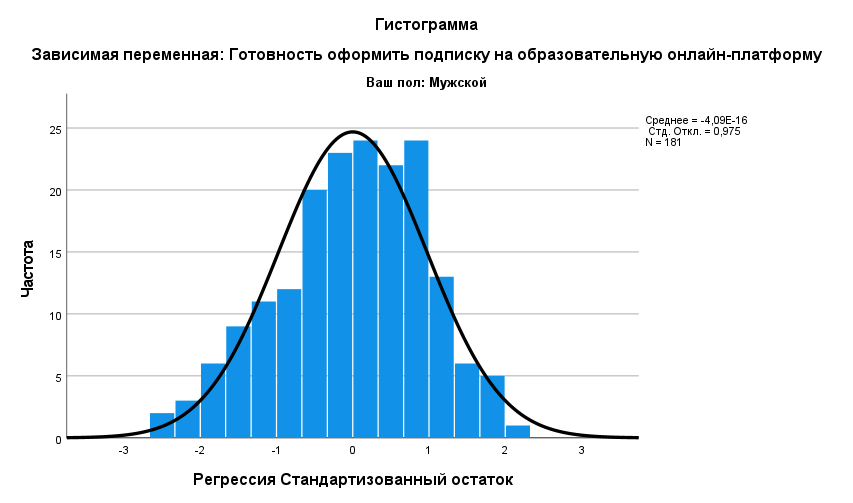 Гистограмма
Зависимая переменная: Готовность оформить подписку на образовательную онлайн-платформу
Ваш пол: Мужской
Среднее = -4,09E-16
Стд. Откл. = 0,975
N = 181
25
20
15
10
5
0
Частота
-3 -2 -1 0 1 2 3
Регрессия Стандартизованный остаток